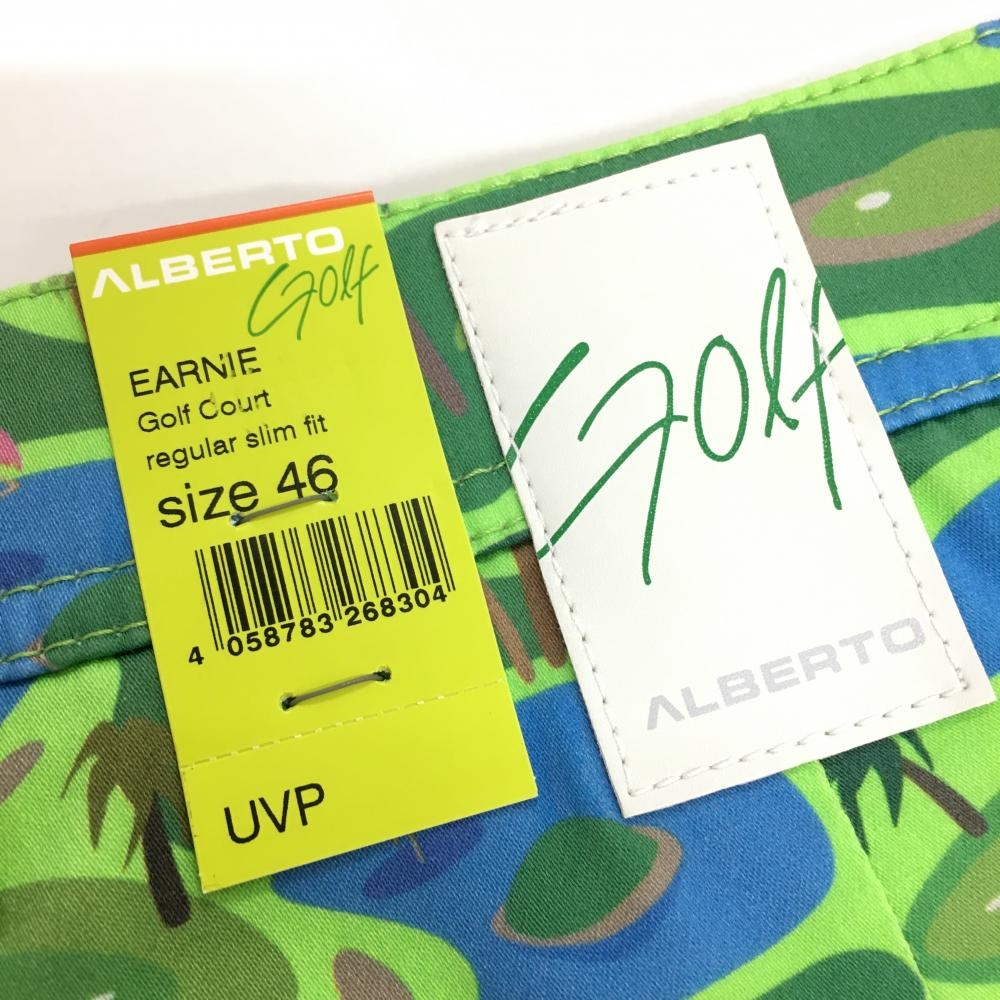 ALBERTO
Golf
EARNIE
Golf Court
regular slim fit
size 46
4 058783 268304
UVP
Golf
ALBERTO